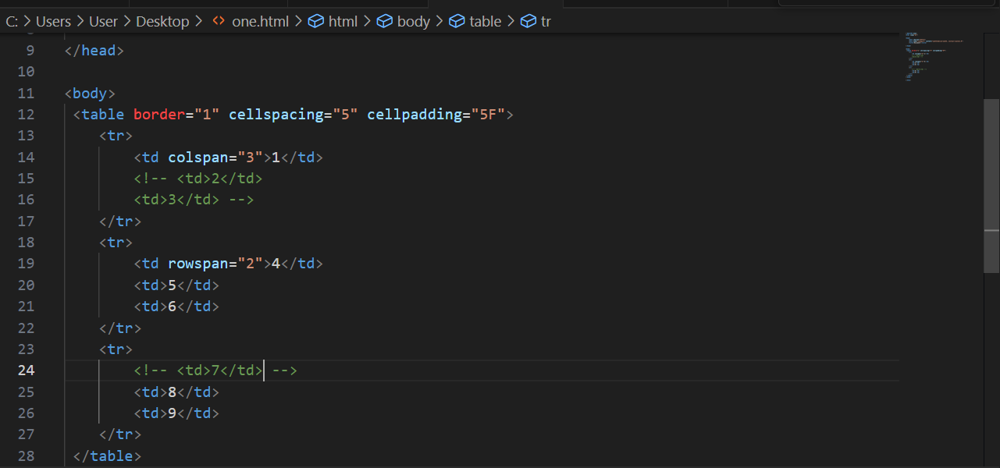 C: > Users > User > Desktop > <> one.html > html > body > table > tr
9 </head>
10
11 <body>
12 <table border="1" cellspacing="5" cellpadding="5F">
13 <tr>
14 <td colspan="3">1</td>
15 <!-- <td>2</td>
16 <td>3</td> -->
17 </tr>
18 <tr>
19 <td rowspan="2">4</td>
20 <td>5</td>
21 <td>6</td>
22 </tr>
23 <tr>
24 <!-- <td>7</td> -->
25 <td>8</td>
26 <td>9</td>
27 </tr>
28 </table>